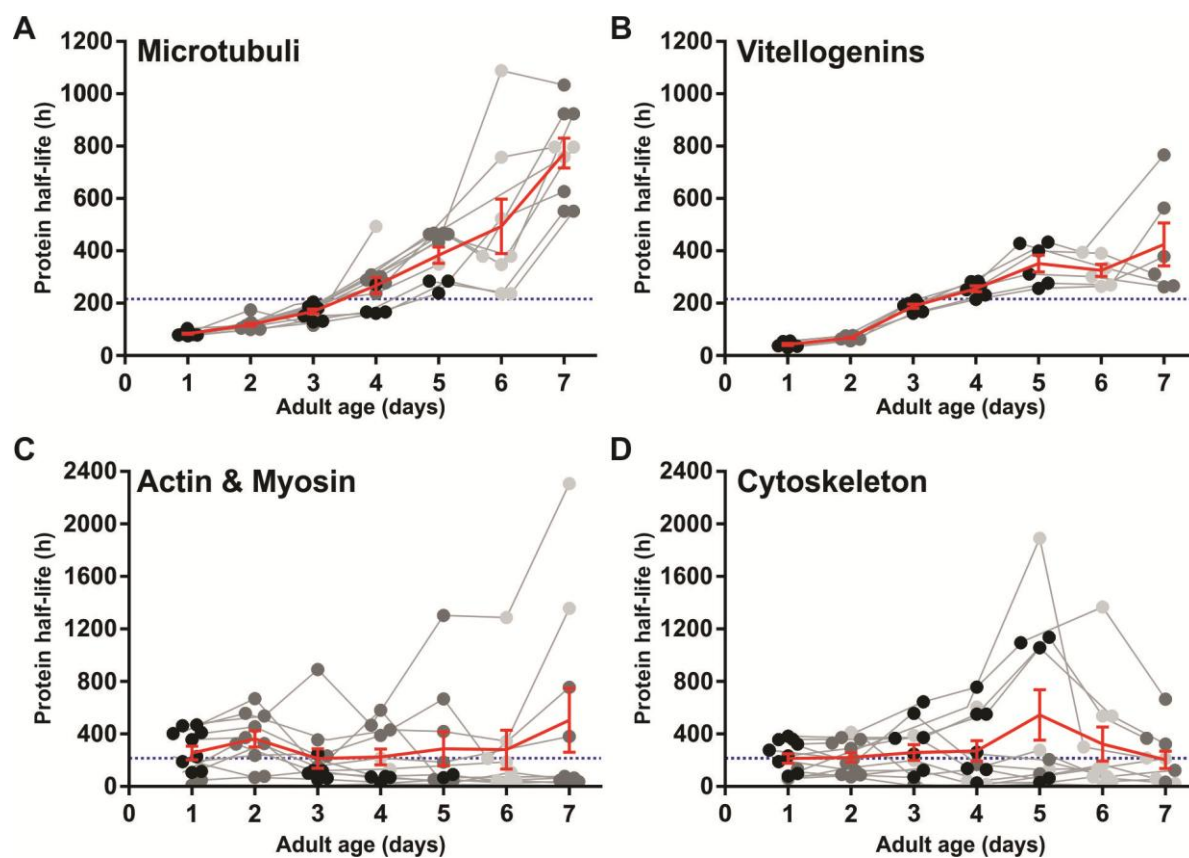 A
Microtubuli
Protein half-life (h)
1200
1000
800
600
400
200
0
0 1 2 3 4 5 6 7
Adult age (days)
B
Vitellogenins
Protein half-life (h)
1200
1000
800
600
400
200
0
0 1 2 3 4 5 6 7
Adult age (days)
C
Actin & Myosin
Protein half-life (h)
2400
2000
1600
1200
800
400
0
0 1 2 3 4 5 6 7
Adult age (days)
D
Cytoskeleton
Protein half-life (h)
2400
2000
1600
1200
800
400
0
0 1 2 3 4 5 6 7
Adult age (days)